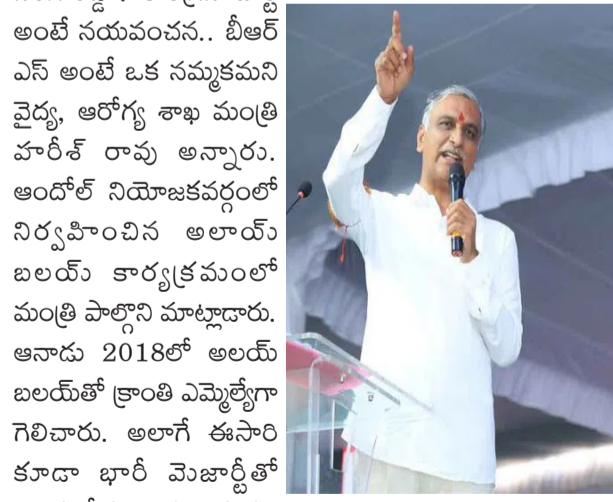 అంటే నయవంచన.. బీఆర్
ఎస్ అంటే ఒక నమ్మకమని
వైద్య, ఆరోగ్య శాఖ మంత్రి
హరీశ్ రావు అన్నారు.
ఆందోల్ నియోజకవర్గంలో
నిర్వహించిన అలాయ్
బలయ్ కార్యక్రమంలో
మంత్రి పాల్గొని మాట్లాడారు.
ఆనాడు 2018లో అలయ్
బలయ్‌తో క్రాంతి ఎమ్మెల్యేగా
గెలిచారు. అలాగే ఈసారి
కూడా భారీ మెజార్టీతో